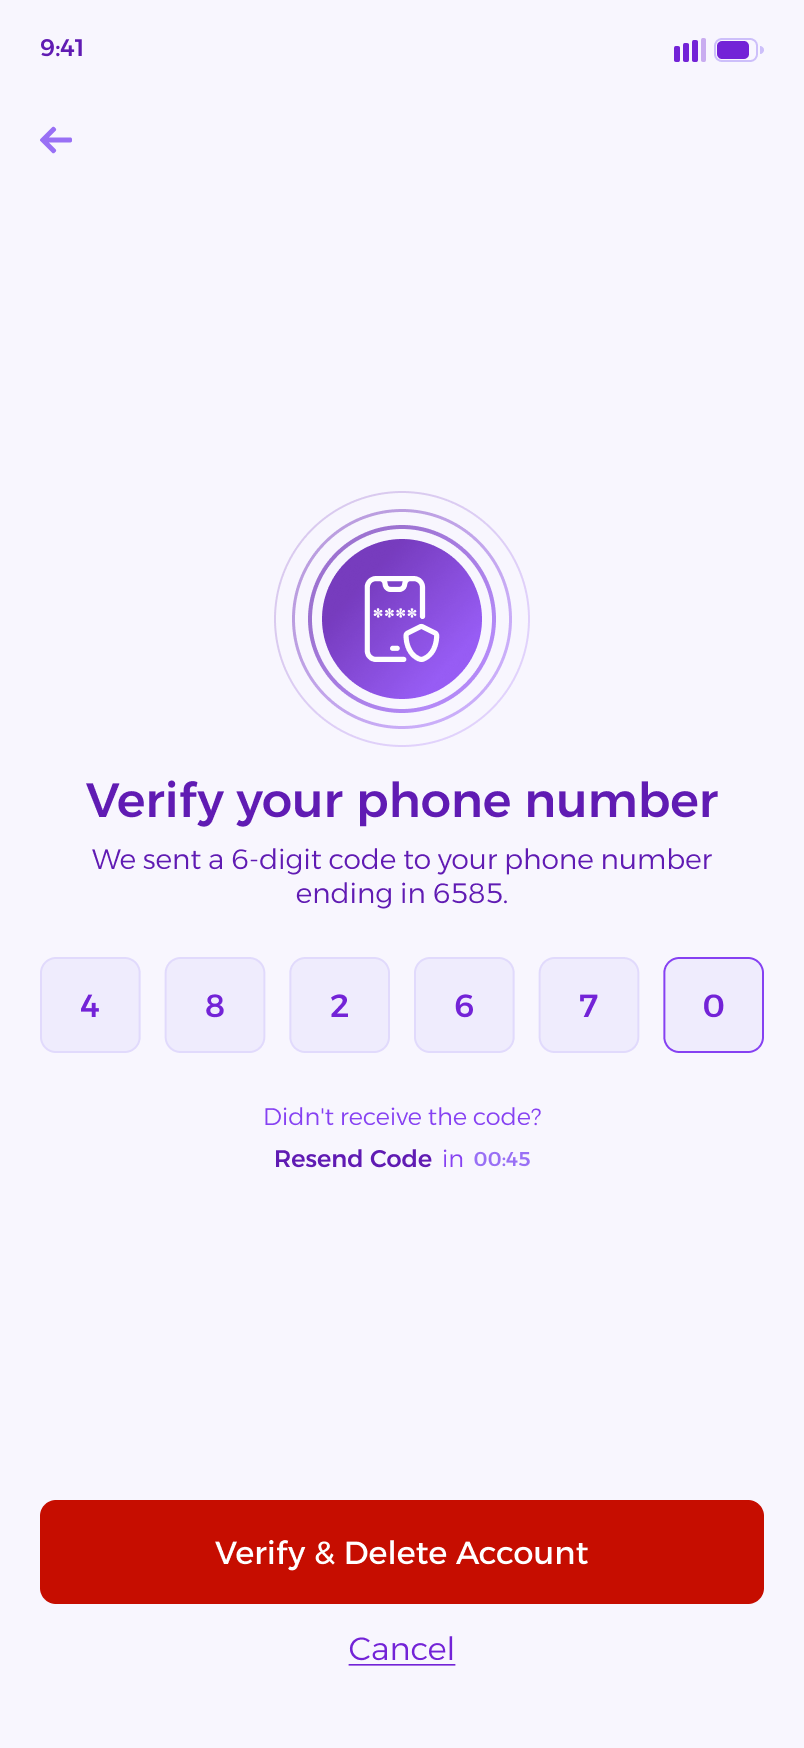 9:41
****
Verify your phone number
We sent a 6-digit code to your phone number
ending in 6585.
4 8 2 6 7 0
Didn't receive the code?
Resend Code in 00:45
Verify & Delete Account
Cancel